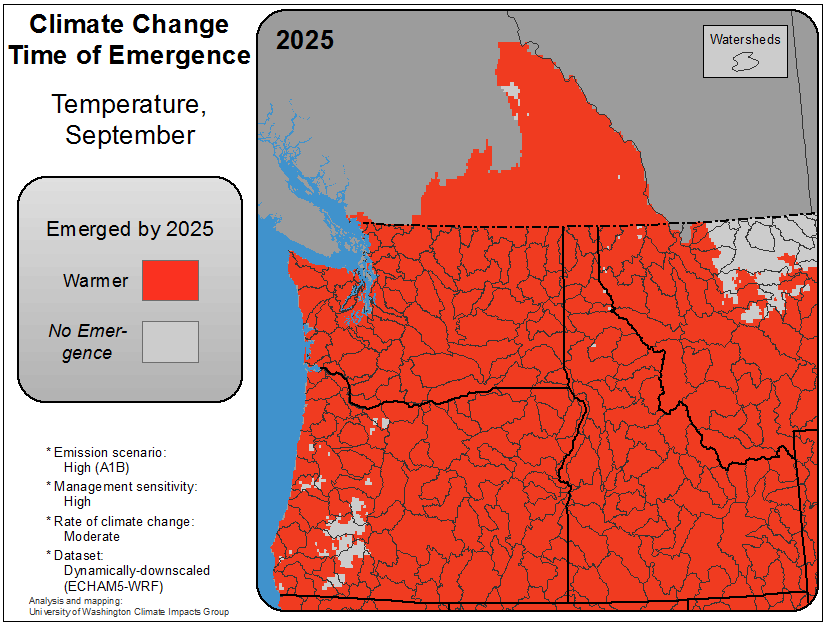 Climate Change
Time of Emergence
Temperature,
September
Emerged by 2025
Warmer
No Emer-
gence
* Emission scenario:
High (A1B)
* Management sensitivity:
High
* Rate of climate change:
Moderate
* Dataset:
Dynamically-downscaled
(ECHAM5-WRF)
Analysis and mapping:
University of Washington Climate Impacts Group
2025
Watersheds